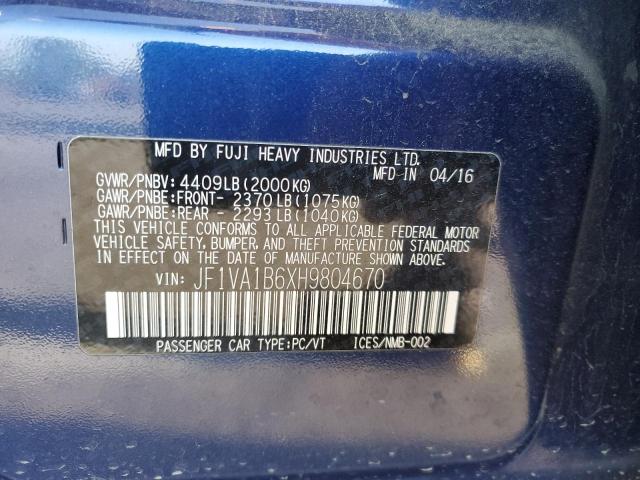 MFD BY FUJI HEAVY INDUSTRIES LTD.
MFD IN 04/16
GVWR/PNBV: 4409LB(2000KG)
GAWR/PNBE:FRONT- 2370LB(1075KG)
GAWR/PNBE:REAR - 2293LB(1040KG)
THIS VEHICLE CONFORMS TO ALL APPLICABLE FEDERAL MOTOR
VEHICLE SAFETY, BUMPER, AND THEFT PREVENTION STANDARDS
IN EFFECT ON THE DATE OF MANUFACTURE SHOWN ABOVE.
VIN: JF1VA1B6XH9804670
PASSENGER CAR TYPE:PC/VT ICES/NMB-002